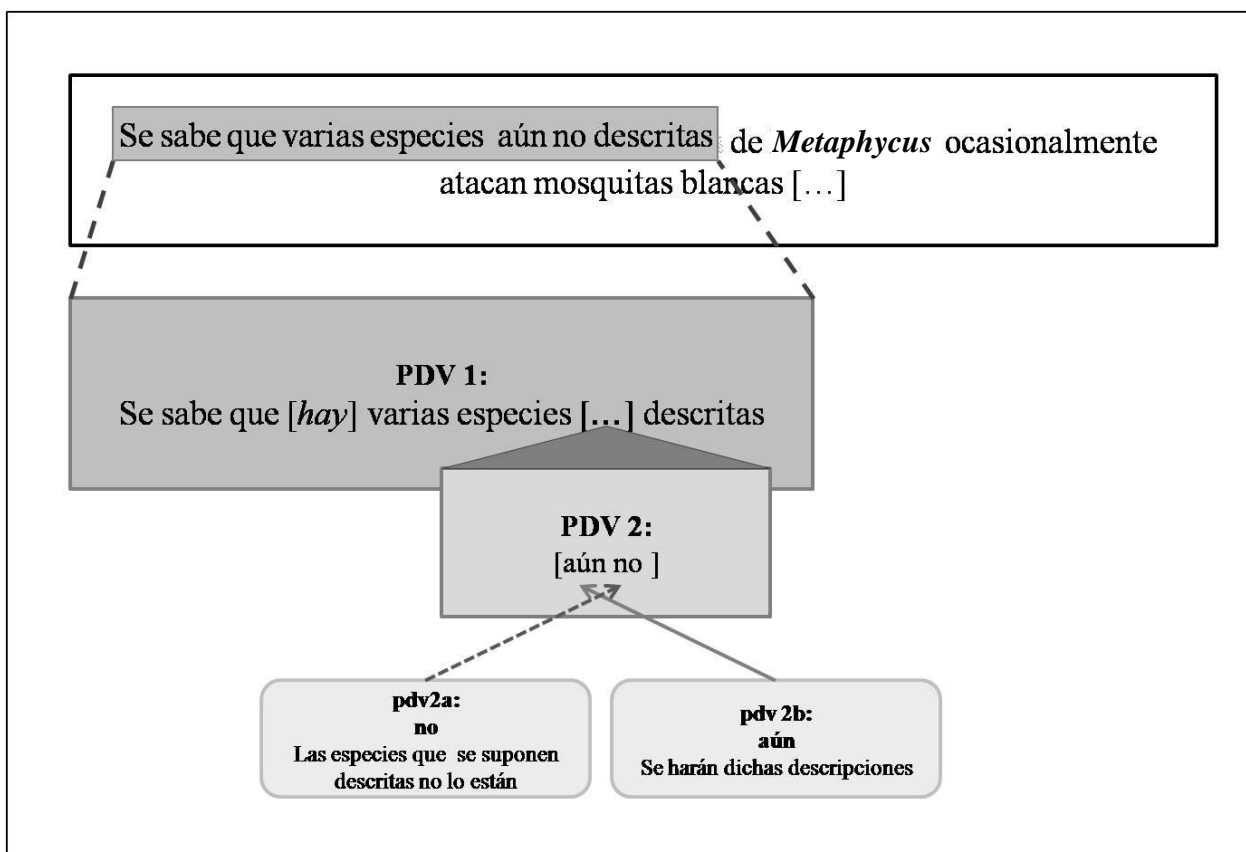 Se sabe que varias especies aún no descritas de Metaphycus ocasionalmente
atacan mosquitas blancas […]
PDV 1:
Se sabe que [hay] varias especies […] descritas
PDV 2:
[aún no ]
pdv2a:
no
Las especies que se suponen
descritas no lo están
pdv 2b:
aún
Se harán dichas descripciones